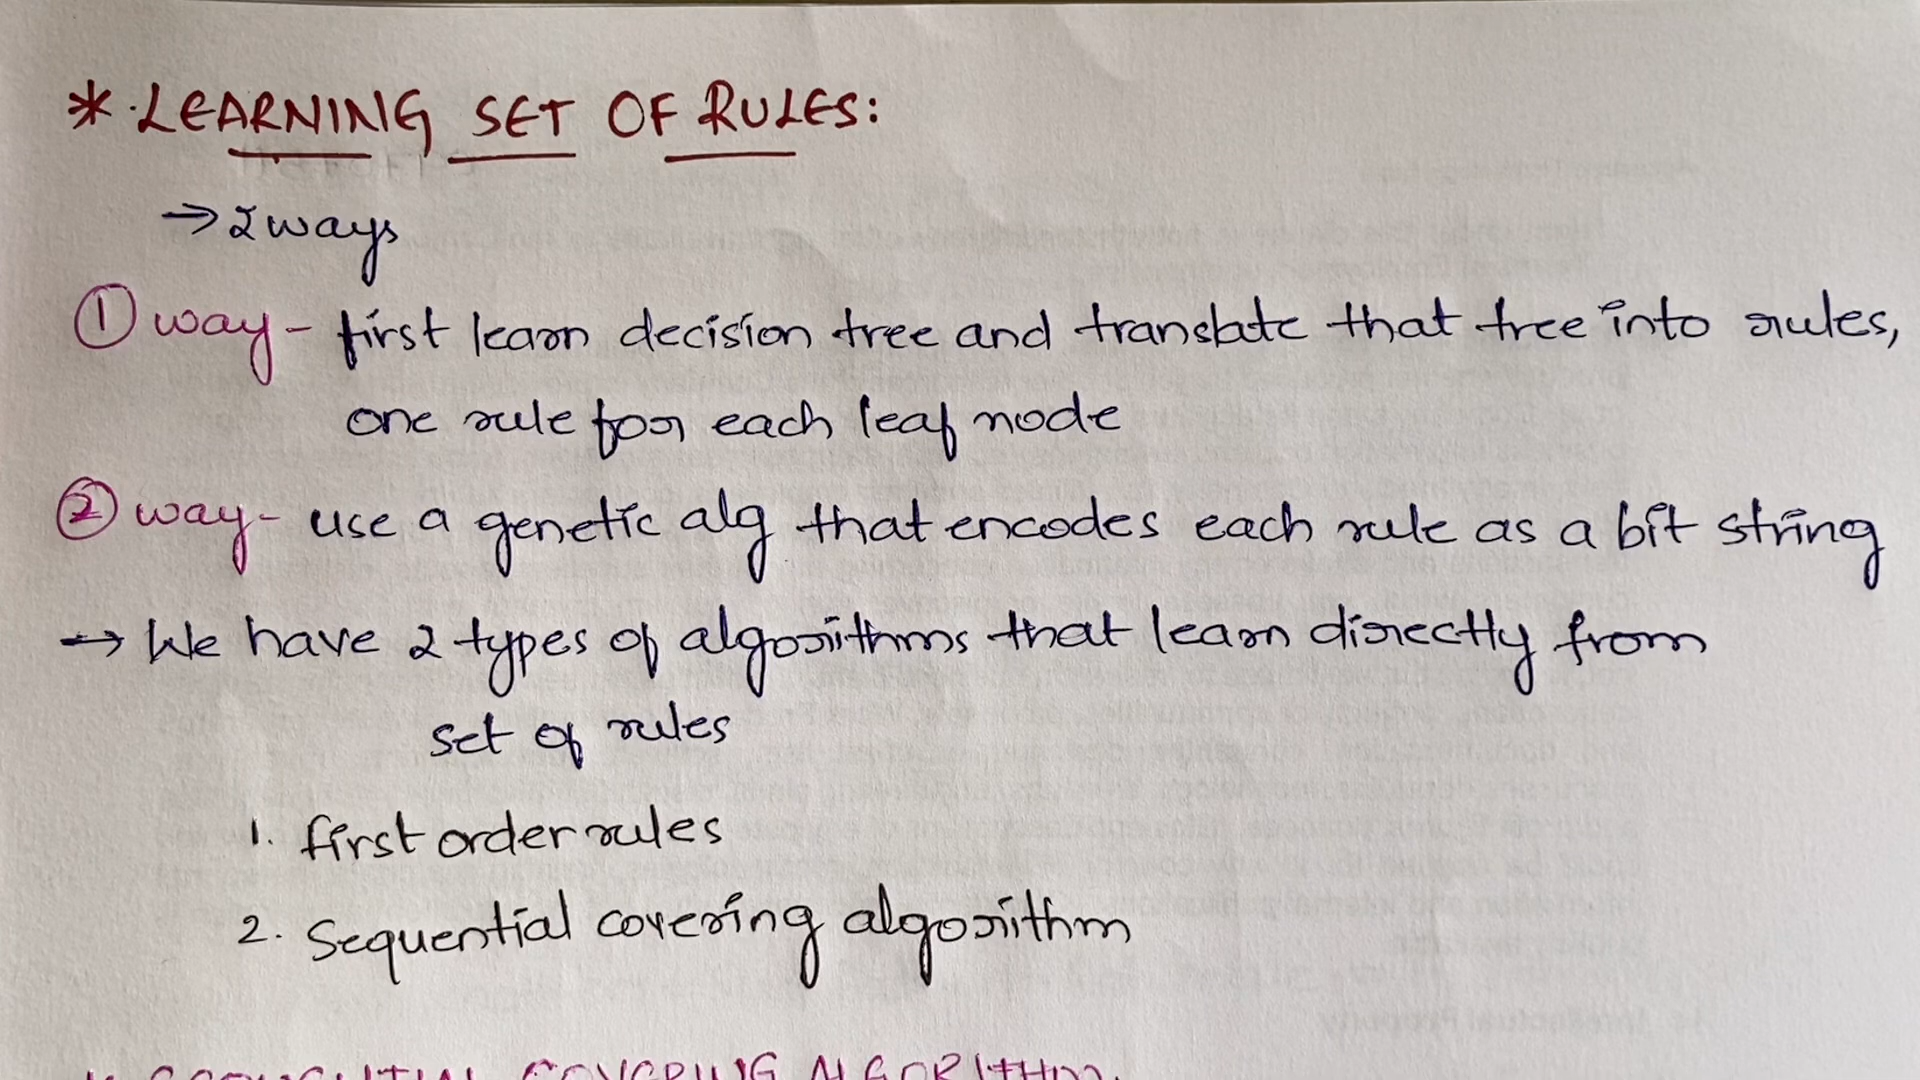 * LEARNING SET OF RULES:
→ 2 ways
① way - first learn decision tree and translate that tree into rules,
one rule for each leaf node
② way - use a genetic alg that encodes each rule as a bit string
→ We have 2 types of algorithms that learn directly from
set of rules
1. first order rules
2. Sequential covering algorithm
SEQUENTIAL COVERING ALGORITHM